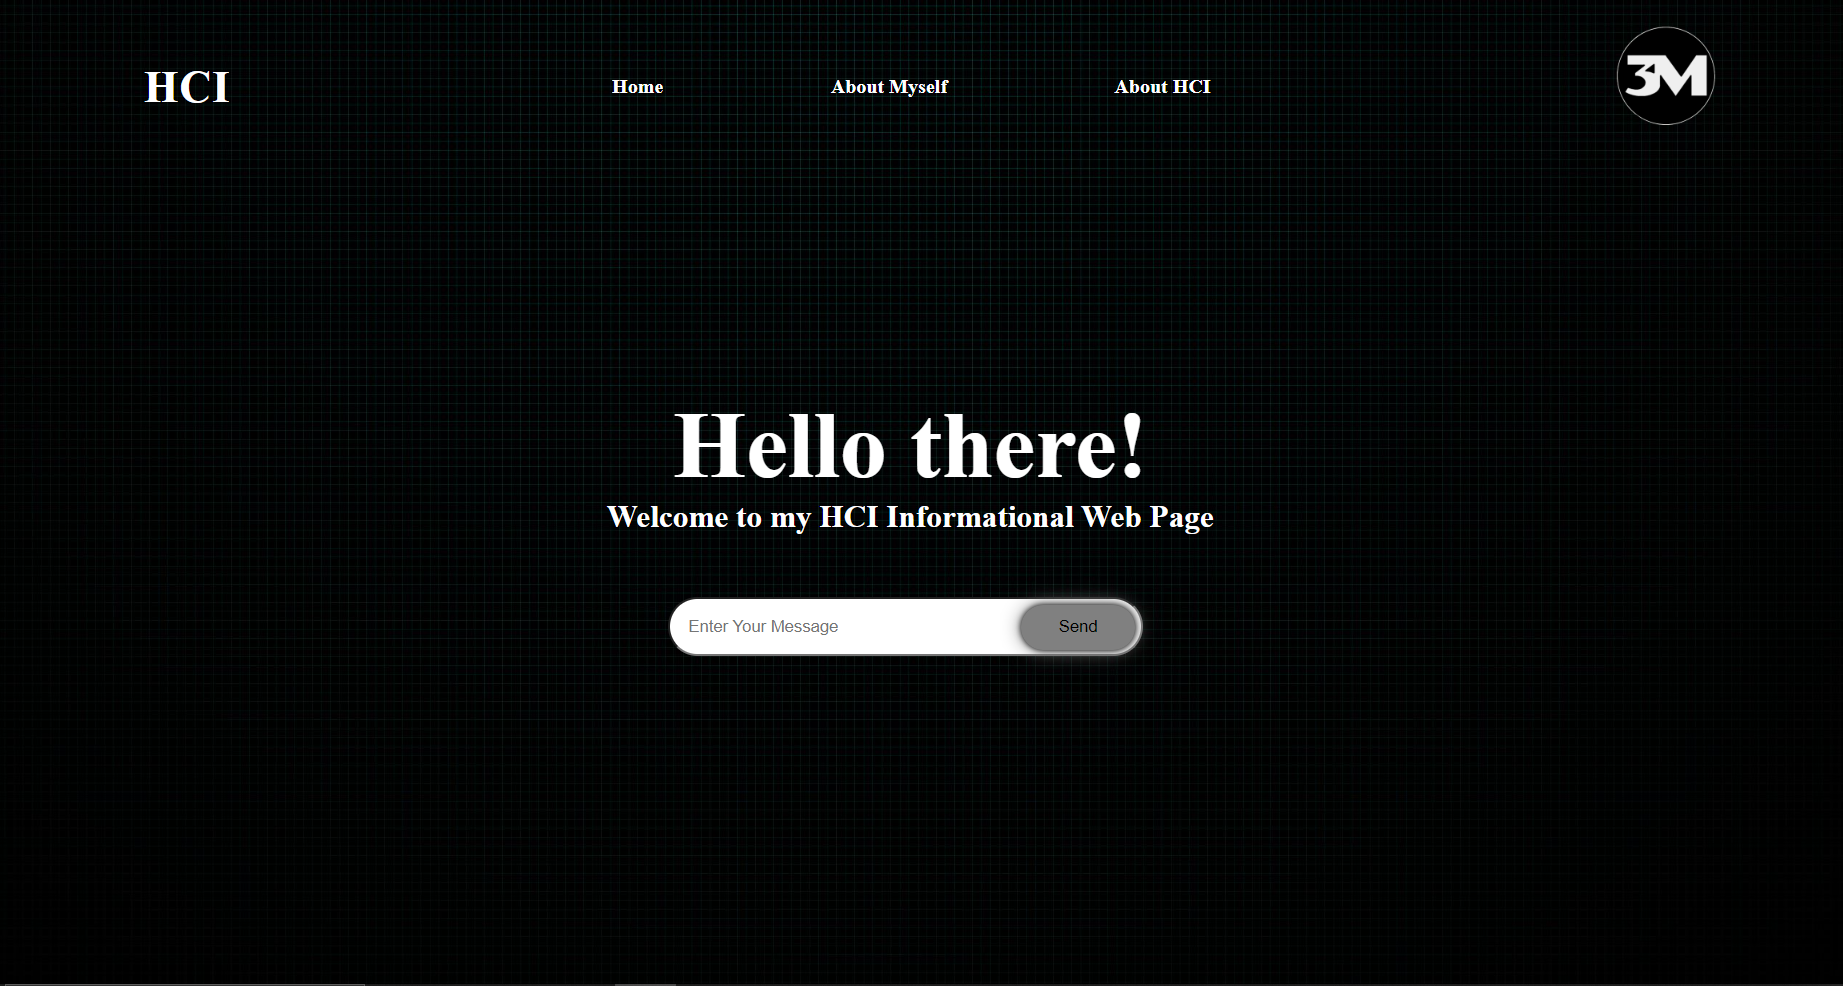 HCI
Home
About Myself
About HCI
3M
Hello there!
Welcome to my HCI Informational Web Page
Enter Your Message
Send